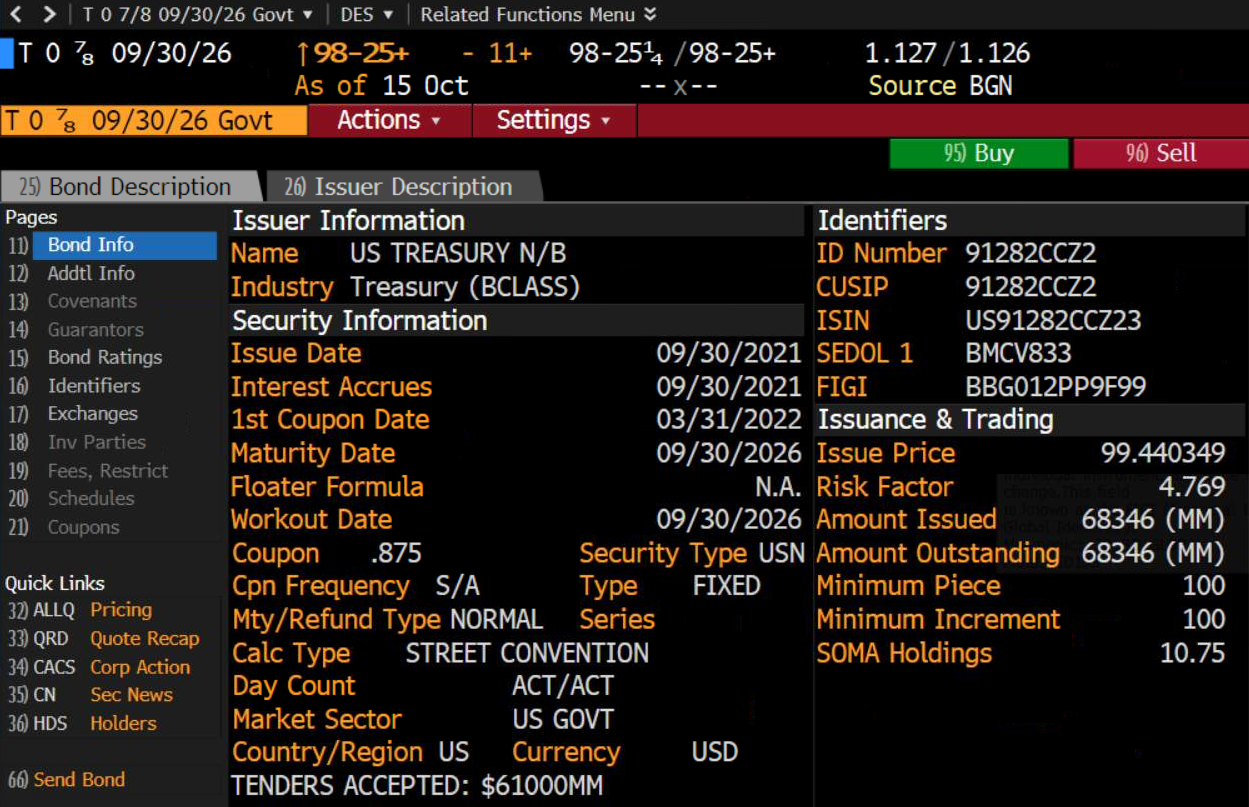 T 0 7/8 09/30/26 Govt DES Related Functions Menu
T 0 ⅞ 09/30/26 ↑98-25+ - 11+ 98-25¼ /98-25+ 1.127/1.126
As of 15 Oct --x-- Source BGN
T 0 ⅞ 09/30/26 Govt Actions Settings
95) Buy 96) Sell
25) Bond Description 26) Issuer Description
Pages
11) Bond Info
12) Addtl Info
13) Covenants
14) Guarantors
15) Bond Ratings
16) Identifiers
17) Exchanges
18) Inv Parties
19) Fees, Restrict
20) Schedules
21) Coupons
Quick Links
32) ALLQ Pricing
33) QRD Quote Recap
34) CACS Corp Action
35) CN Sec News
36) HDS Holders
66) Send Bond
Issuer Information
Name US TREASURY N/B
Industry Treasury (BCLASS)
Security Information
Issue Date 09/30/2021
Interest Accrues 09/30/2021
1st Coupon Date 03/31/2022
Maturity Date 09/30/2026
Floater Formula N.A.
Workout Date 09/30/2026
Coupon .875 Security Type USN
Cpn Frequency S/A Type FIXED
Mty/Refund Type NORMAL Series
Calc Type STREET CONVENTION
Day Count ACT/ACT
Market Sector US GOVT
Country/Region US Currency USD
TENDERS ACCEPTED: $61000MM
Identifiers
ID Number 91282CCZ2
CUSIP 91282CCZ2
ISIN US91282CCZ23
SEDOL 1 BMCV833
FIGI BBG012PP9F99
Issuance & Trading
Issue Price 99.440349
Risk Factor 4.769
Amount Issued 68346 (MM)
Amount Outstanding 68346 (MM)
Minimum Piece 100
Minimum Increment 100
SOMA Holdings 10.75